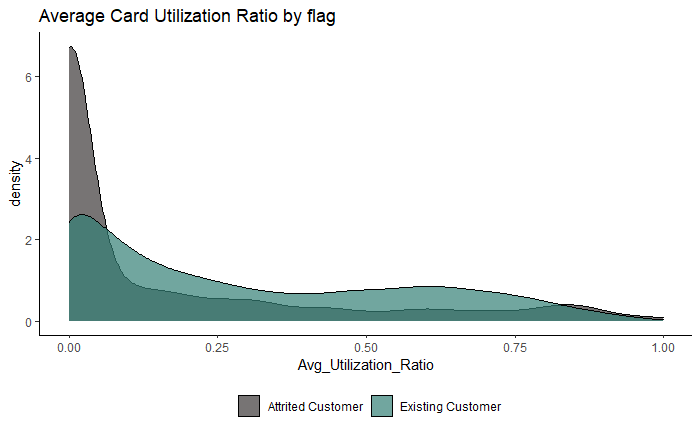 Average Card Utilization Ratio by flag
density
6
4
2
0
0.00 0.25 0.50 0.75 1.00
Avg_Utilization_Ratio
Attrited Customer Existing Customer